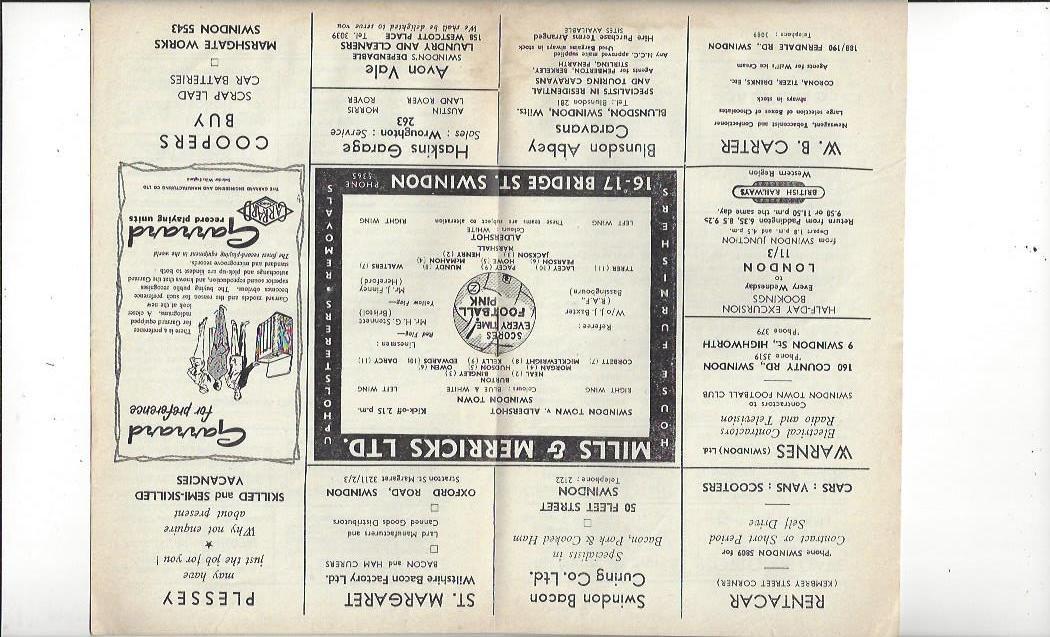 RENTACAR
(KEMBREY STREET CORNER)
'Phone SWINDON 5809
Contract or Short Period
Self Drive
CARS : VANS : SCOOTERS
Swindon Bacon
Curing Co. Ltd.
Specialists in
Bacon, Pork & Cooked Ham
50 FLEET STREET
SWINDON
Telephone : 2122
ST. MARGARET
Wiltshire Bacon Factory Ltd.
BACON and HAM CURERS
Lard Manufacturers and
Canned Goods Distributors
OXFORD ROAD, SWINDON
Stratton St. Margaret 3211/2/3
PLESSEY
may have
just the job for you !
Why not enquire
about present
SKILLED and SEMI-SKILLED
VACANCIES
WARNES (SWINDON) Ltd.
Electrical Contractors
Radio and Television
Contractors to
SWINDON TOWN FOOTBALL CLUB
160 COUNTY RD., SWINDON
'Phone 3519
9 SWINDON St., HIGHWORTH
'Phone 379
HALF-DAY EXCURSION
BOOKINGS
Every Wednesday
to
LONDON
11/3
from SWINDON JUNCTION
Depart 1.8 p.m. and 4.5 p.m.
Return from Paddington 6.35, 8.5 9.25
9.50 or 11.50 p.m. the same day.
BRITISH RAILWAYS
Western Region
W. B. CARTER
Newsagent, Tobacconist and Confectioner
Large selection of Boxes of Chocolates
always in stock
CORONA, TIZER, DRINKS, Etc.
Agents for Wall's Ice Cream
188/190 FERNDALE RD., SWINDON
Telephone : 3069
MILLS & MERRICKS LTD.
HOUSE FURNISHERS
UPHOLSTERERS • REMOVALS
16-17 BRIDGE ST. SWINDON
PHONE 5365
SWINDON TOWN v. ALDERSHOT
Kick-off 2.15 p.m.
SWINDON TOWN
RIGHT WING
Colours : BLUE & WHITE
LEFT WING
BURTON
NEAL (2) BINGLEY (3)
MORGAN (4) HUDSON (5) OWEN (6)
CORBETT (7) MICKLEWRIGHT (8) KELLY (9) EDWARDS (10) DARCY (11)
Referee :
W/o J. J. Baxter
(R.A.F.,
Bassingbourn)
SCORES
EVERY TIME
FOOTBALL
PINK
Linesmen :
Red Flag—
Mr. H. G. Stennett
(Bristol)
Yellow Flag—
Mr. J. Finney
(Hereford)
TYRER (11) LACEY (10) PACEY (9) MUNDY (8) WALTERS (7)
PEARSON (6) HOWE (5) McMAHON (4)
JACKSON (3) HENRY (2)
MARSHALL
ALDERSHOT
Colours : WHITE
LEFT WING
These teams are subject to alteration
RIGHT WING
Garrard
for preference
There is a preference
for Garrard equipped
radiograms. A closer
look at the new
Garrard models and the reason for such preference
becomes obvious. The buying public recognises
superior sound reproduction, and knows that the Garrard
autochange and pick-up are kindest to both
standard and microgroove records.
The finest record-playing equipment in the world
Garrard
record playing units
GARRARD
THE GARRARD ENGINEERING AND MANUFACTURING CO. LTD
Swindon Wilts England
Blunsdon Abbey
Caravans
BLUNSDON, SWINDON, Wilts.
Tel.: Blunsdon 281
SPECIALISTS IN RESIDENTIAL
AND TOURING CARAVANS
Agents for PEMBERTON, BERKELEY,
STIRLING, PENARTH
Any N.C.C. approved make supplied
Used Bargains always in stock
Hire Purchase Terms Arranged
SITES AVAILABLE
Haskins Garage
Sales : Wroughton : Service
263
AUSTIN MORRIS
LAND ROVER ROVER
Avon Vale
SWINDON'S DEPENDABLE
LAUNDRY AND CLEANERS
158 WESTCOTT PLACE Tel. 3039
We shall be delighted to serve you
COOPERS
BUY
SCRAP LEAD
CAR BATTERIES
MARSHGATE WORKS
SWINDON 5543